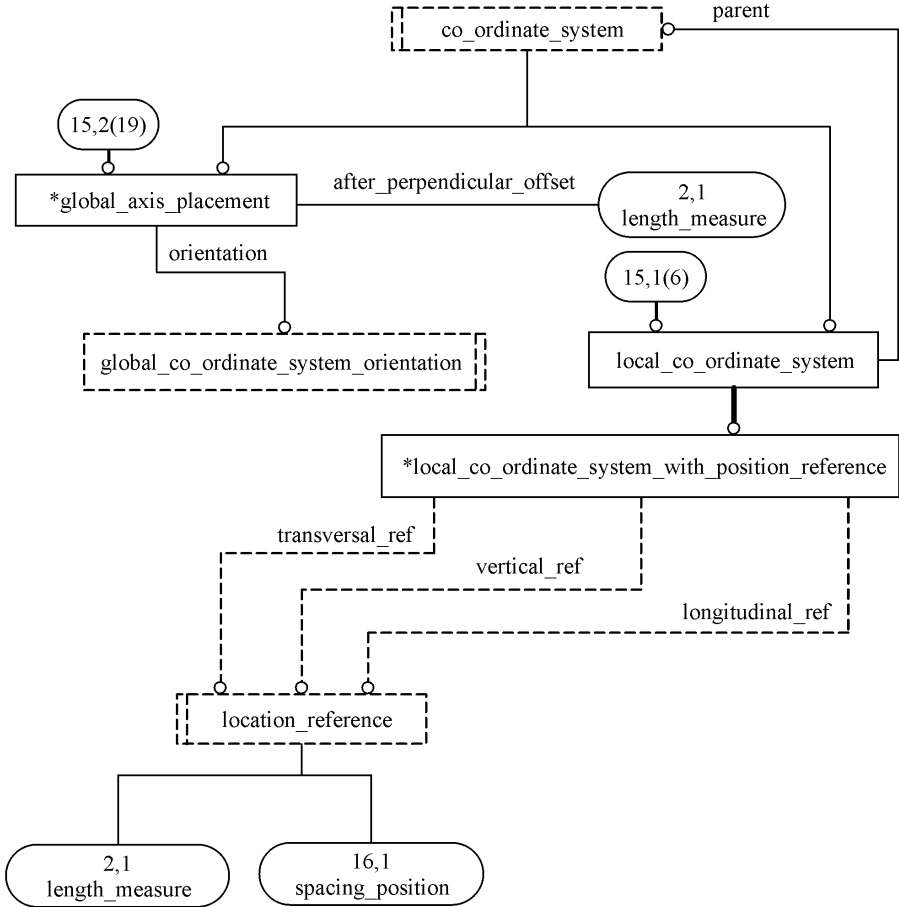 parent
co_ordinate_system
15,2(19)
*global_axis_placement
after_perpendicular_offset
2,1
length_measure
orientation
15,1(6)
global_co_ordinate_system_orientation
local_co_ordinate_system
*local_co_ordinate_system_with_position_reference
transversal_ref
vertical_ref
longitudinal_ref
location_reference
2,1
length_measure
16,1
spacing_position